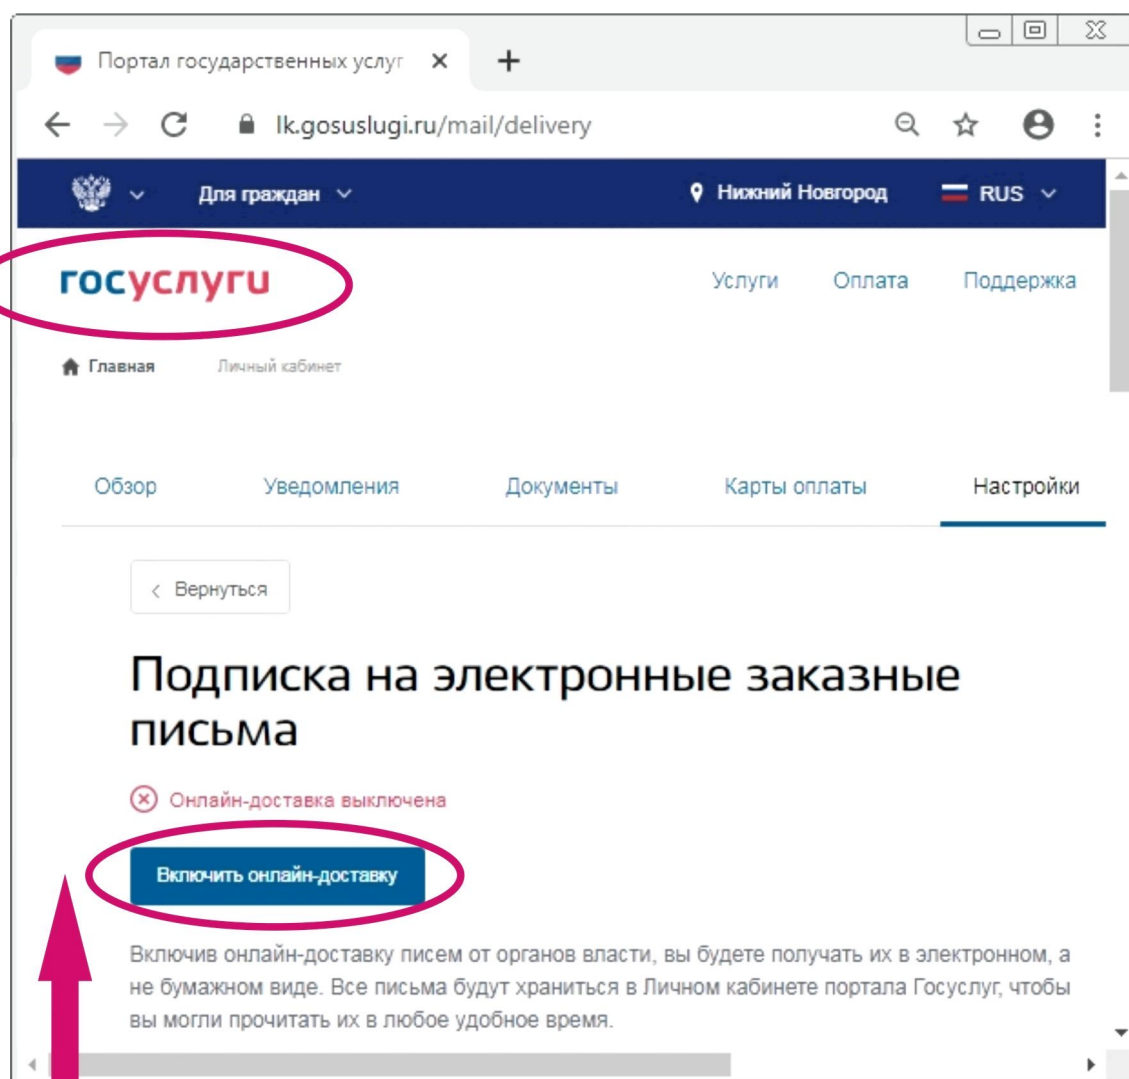 Портал государственных услуг
lk.gosuslugi.ru/mail/delivery
Для граждан
Нижний Новгород
RUS
госуслуги
Услуги Оплата Поддержка
Главная Личный кабинет
Обзор Уведомления Документы Карты оплаты Настройки
Вернуться
Подписка на электронные заказные
письма
Онлайн-доставка выключена
Включить онлайн-доставку
Включив онлайн-доставку писем от органов власти, вы будете получать их в электронном, а
не бумажном виде. Все письма будут храниться в Личном кабинете портала Госуслуг, чтобы
вы могли прочитать их в любое удобное время.